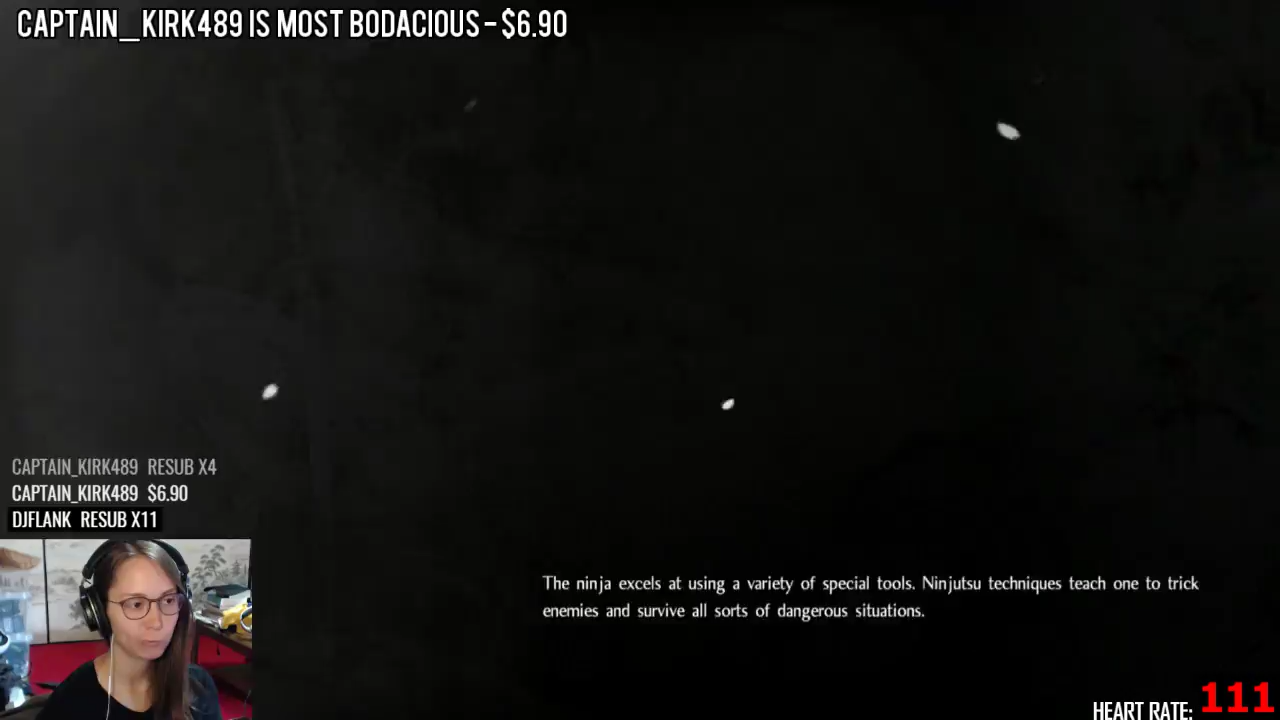 CAPTAIN_KIRK489 IS MOST BODACIOUS - $6.90
CAPTAIN_KIRK489 RESUB X4
CAPTAIN_KIRK489 $6.90
DJFLANK RESUB X11
The ninja excels at using a variety of special tools. Ninjutsu techniques teach one to trick
enemies and survive all sorts of dangerous situations.
HEART RATE: 111